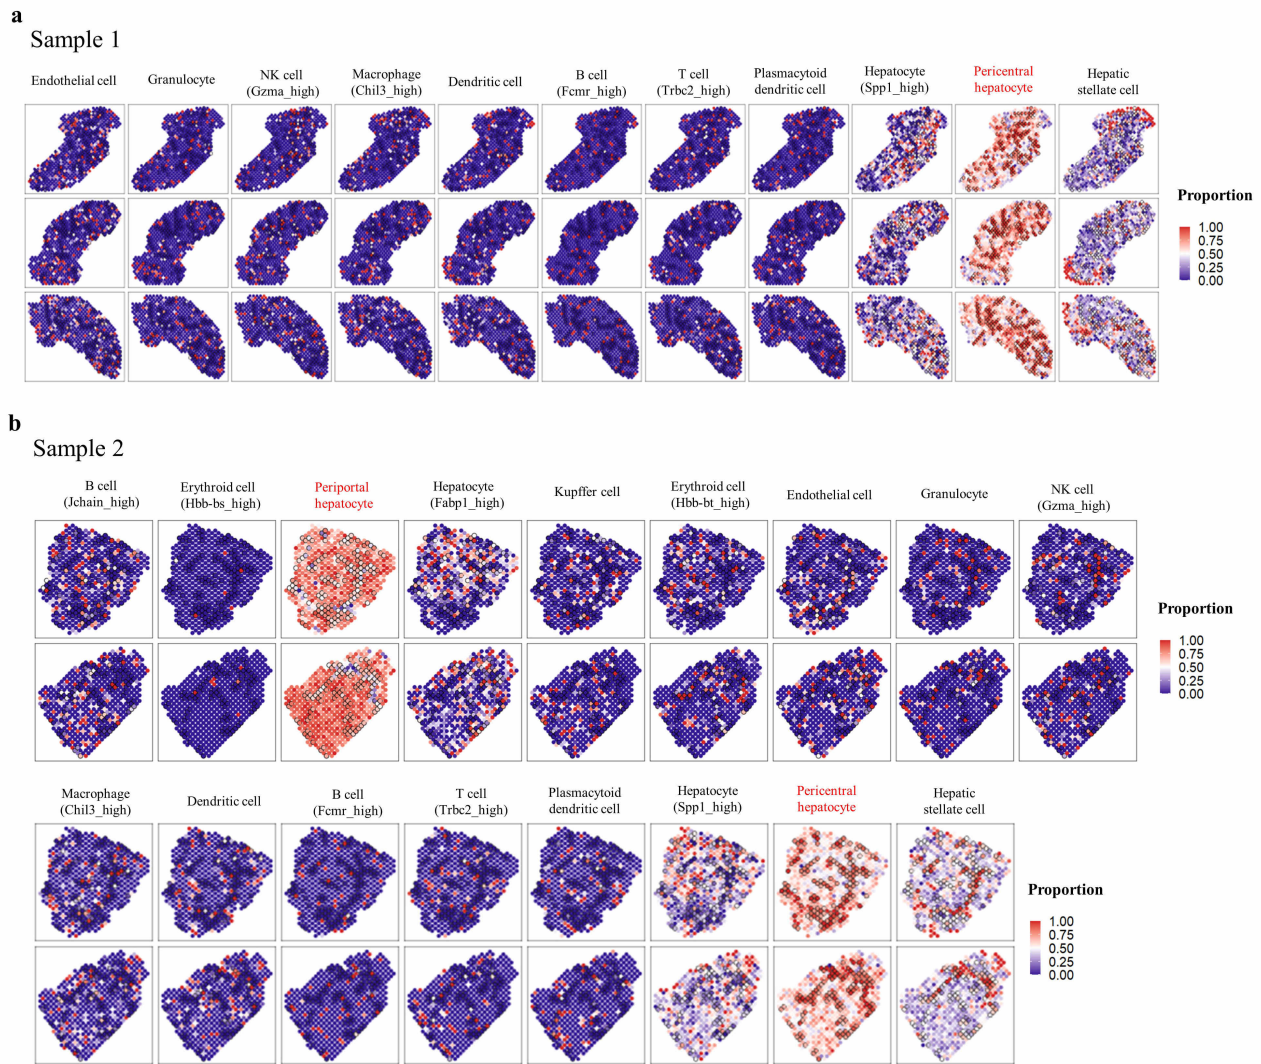 a
Sample 1
Endothelial cell
Granulocyte
NK cell
(Gzma_high)
Macrophage
(Chil3_high)
Dendritic cell
B cell
(Fcmr_high)
T cell
(Trbc2_high)
Plasmacytoid
dendritic cell
Hepatocyte
(Spp1_high)
Pericentral
hepatocyte
Hepatic
stellate cell
Proportion
1.00
0.75
0.50
0.25
0.00
b
Sample 2
B cell
(Jchain_high)
Erythroid cell
(Hbb-bs_high)
Periportal
hepatocyte
Hepatocyte
(Fabp1_high)
Kupffer cell
Erythroid cell
(Hbb-bt_high)
Endothelial cell
Granulocyte
NK cell
(Gzma_high)
Proportion
1.00
0.75
0.50
0.25
0.00
Macrophage
(Chil3_high)
Dendritic cell
B cell
(Fcmr_high)
T cell
(Trbc2_high)
Plasmacytoid
dendritic cell
Hepatocyte
(Spp1_high)
Pericentral
hepatocyte
Hepatic
stellate cell
Proportion
1.00
0.75
0.50
0.25
0.00